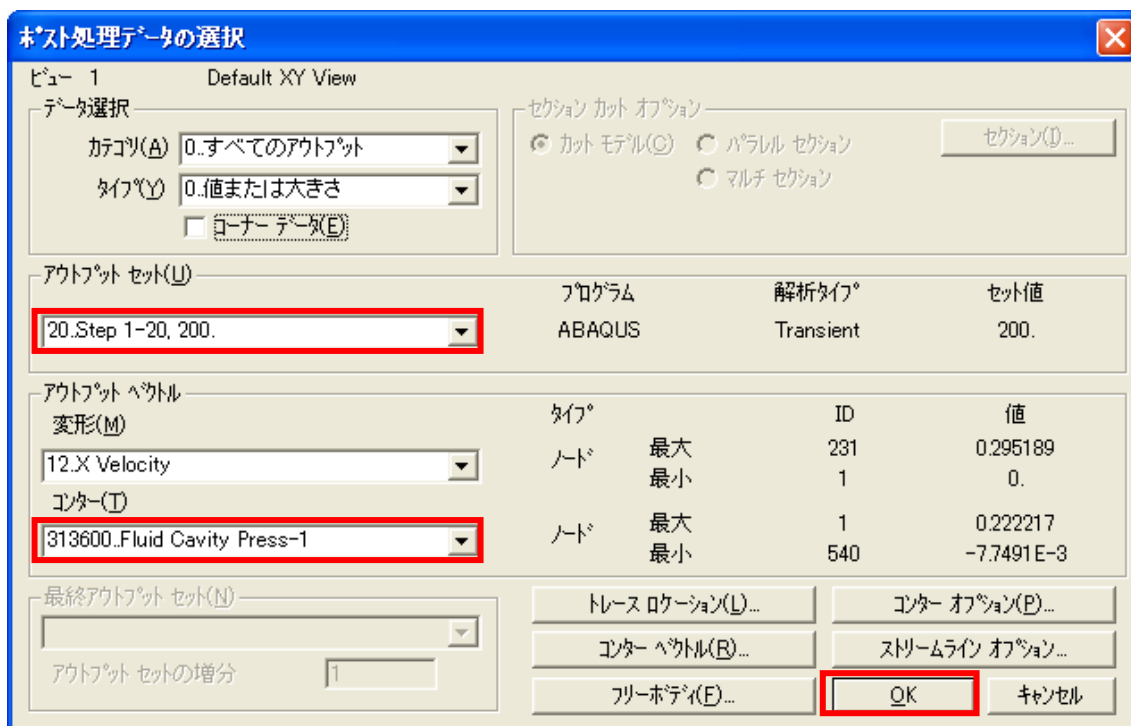 ポスト処理データの選択
ビュー 1 Default XY View
データ選択
カテゴリ(A) 0..すべてのアウトプット
タイプ(Y) 0..値または大きさ
コーナー データ(E)
セクション カット オプション
カット モデル(C) パラレル セクション セクション(I)...
マルチ セクション
アウトプット セット(U)
プログラム 解析タイプ セット値
20..Step 1-20, 200. ABAQUS Transient 200.
アウトプット ベクトル
変形(M) タイプ ID 値
12..X Velocity ノード 最大 231 0.295189
最小 1 0.
コンター(T)
313600..Fluid Cavity Press-1 ノード 最大 1 0.222217
最小 540 -7.7491E-3
最終アウトプット セット(N)
アウトプット セットの増分 1
トレース ロケーション(L)... コンター オプション(P)...
コンター ベクトル(R)... ストリームライン オプション...
フリーボディ(F)... OK キャンセル